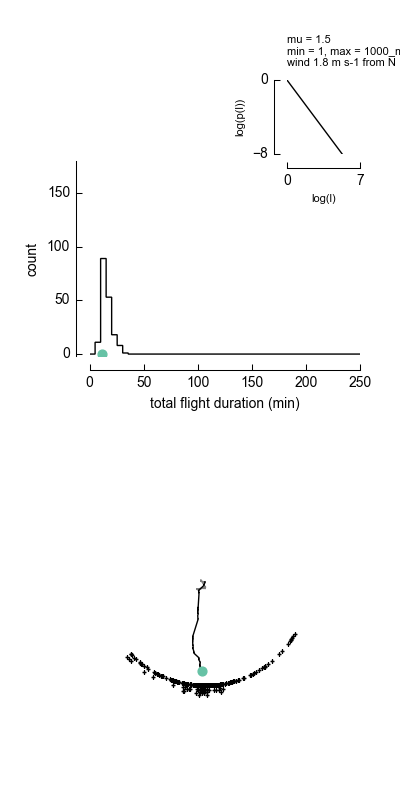 mu = 1.5
min = 1, max = 1000_m
wind 1.8 m s-1 from N
0
log(p(l))
−8
0 7
log(l)
150
100
count
50
0
0 50 100 150 200 250
total flight duration (min)